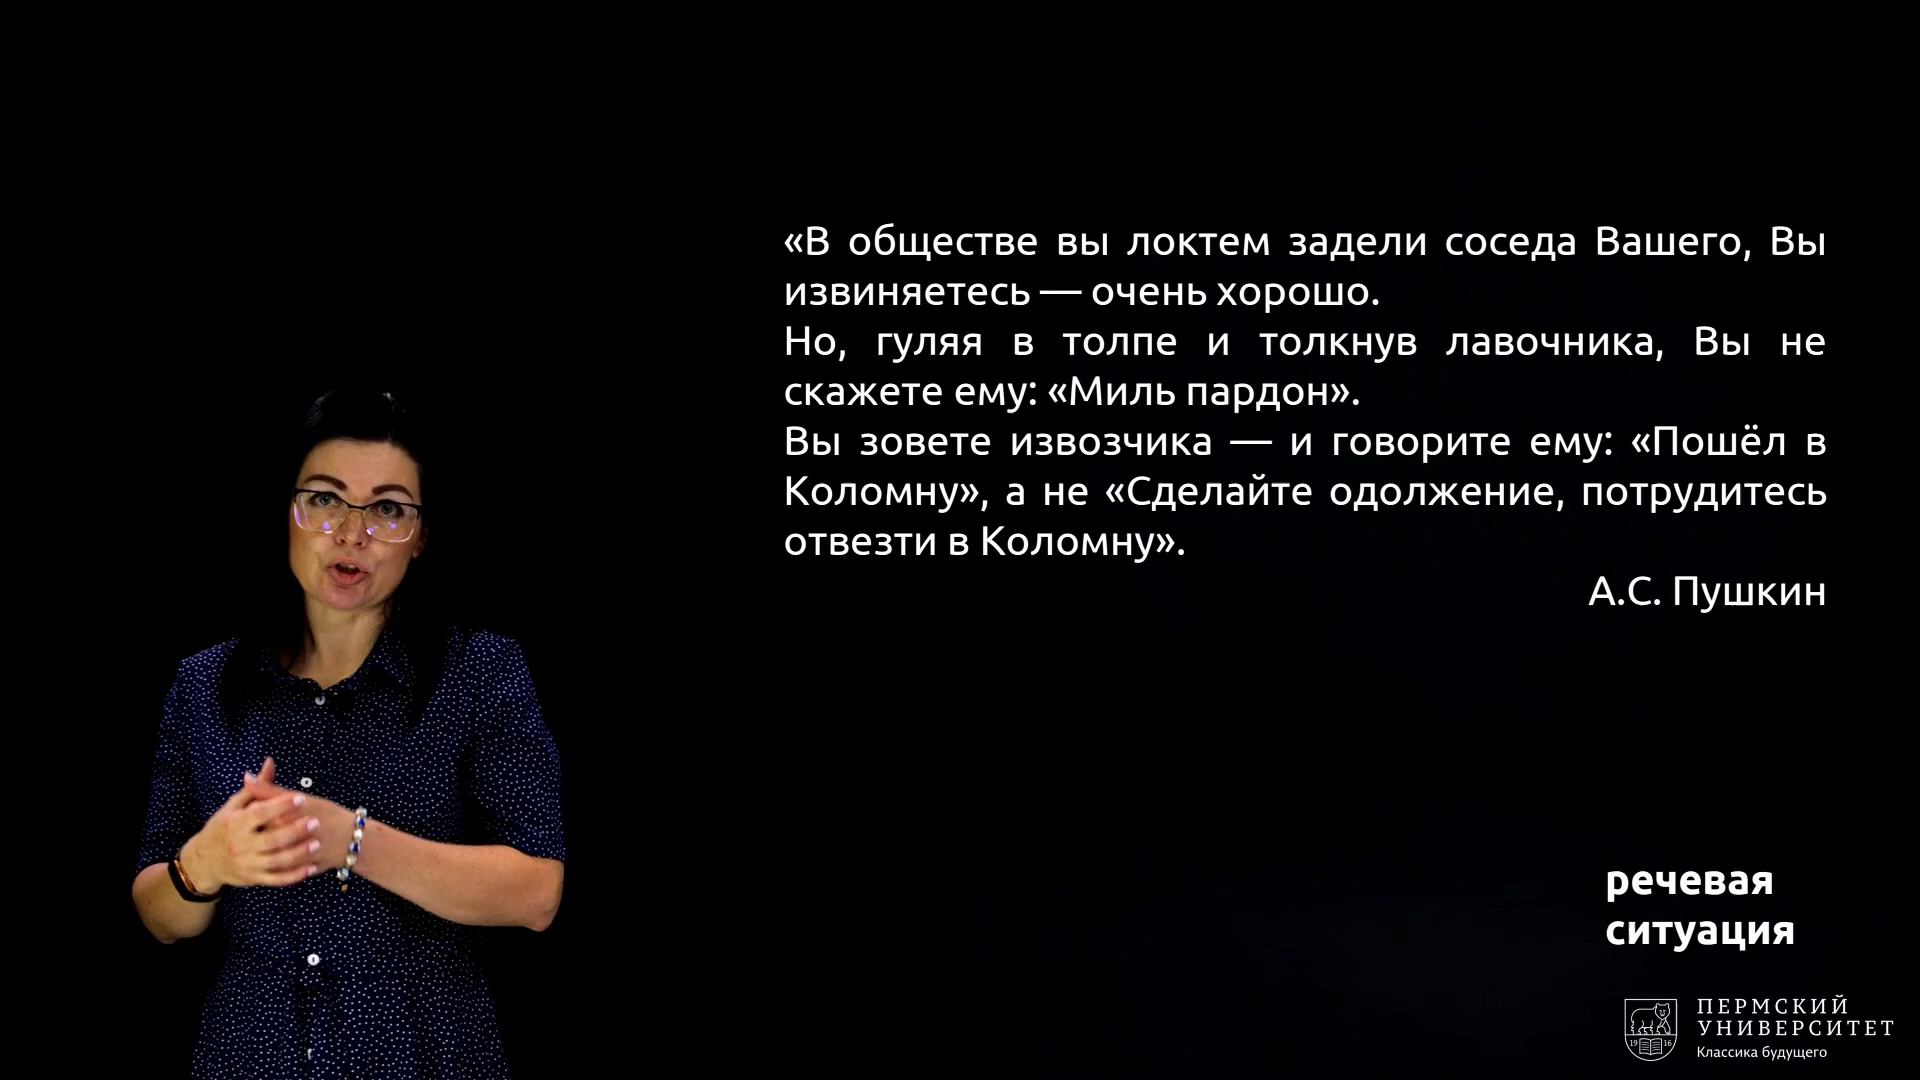 «В обществе вы локтем задели соседа Вашего, Вы
извиняетесь — очень хорошо.
Но, гуляя в толпе и толкнув лавочника, Вы не
скажете ему: «Миль пардон».
Вы зовете извозчика — и говорите ему: «Пошёл в
Коломну», а не «Сделайте одолжение, потрудитесь
отвезти в Коломну».
А.С. Пушкин
речевая
ситуация
19 16
ПЕРМСКИЙ
УНИВЕРСИТЕТ
Классика будущего